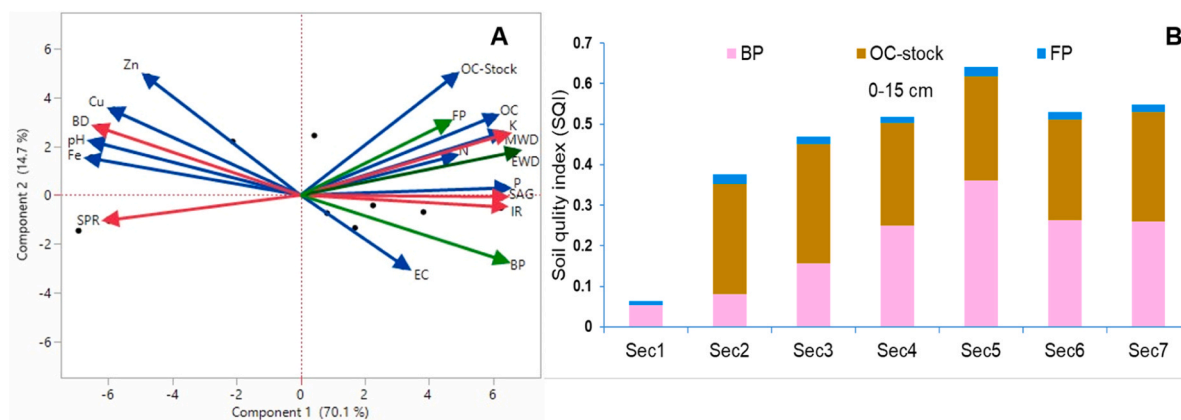 A
6
4
2
0
-2
-4
-6
Component 2 (14.7 %)
Zn
Cu
BD
pH
Fe
SPR
OC-Stock
FP
OC
K
MWD
N
EWD
P
SAG
IR
BP
EC
-6 -4 -2 0 2 4 6
Component 1 (70.1 %)
B
BP OC-stock FP
0-15 cm
0.7
0.6
0.5
0.4
0.3
0.2
0.1
0
Soil qulity index (SQI)
Sec1 Sec2 Sec3 Sec4 Sec5 Sec6 Sec7